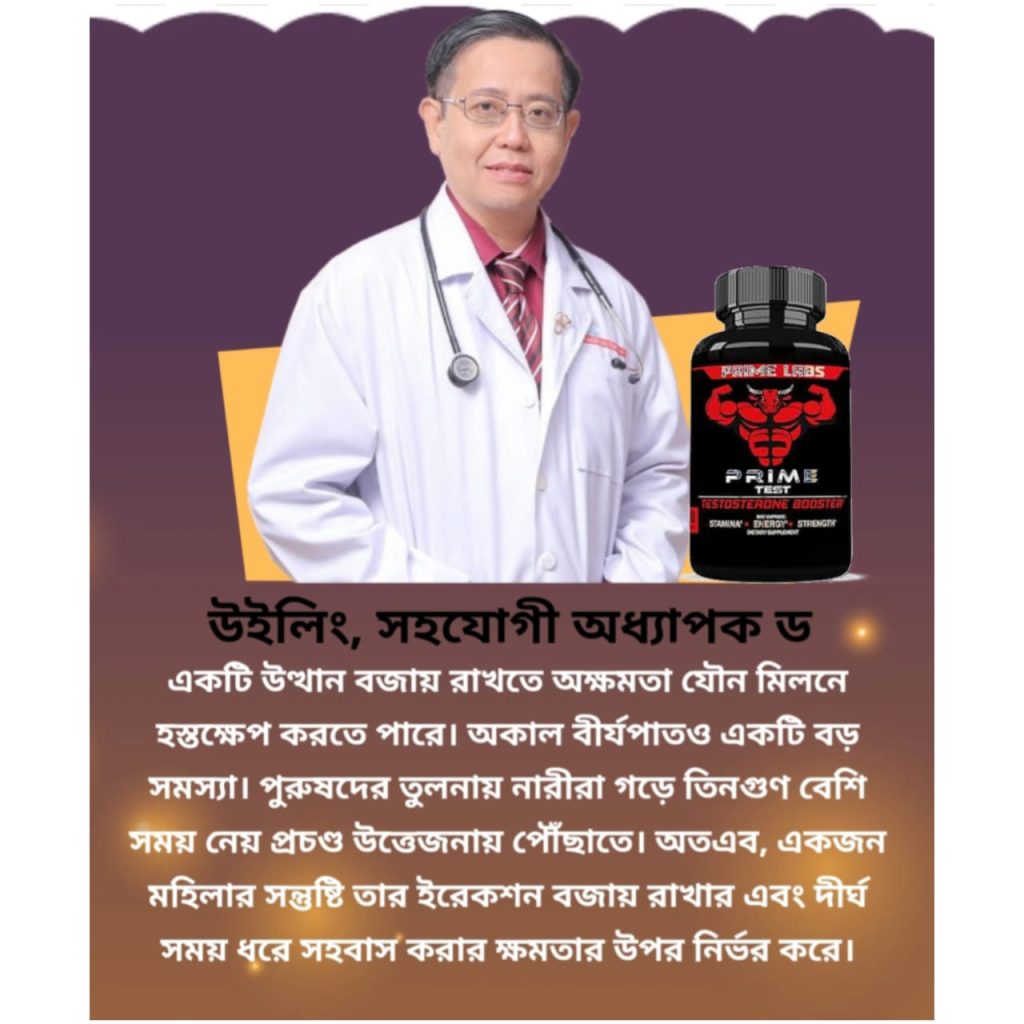 PRIME LABS
PRIME
TEST
TESTOSTERONE BOOSTER
STAMINA + ENERGY + STRENGTH
DIETARY SUPPLEMENT
উইলিং, সহযোগী অধ্যাপক ড
একটি উত্থান বজায় রাখতে অক্ষমতা যৌন মিলনে
হস্তক্ষেপ করতে পারে। অকাল বীর্যপাতও একটি বড়
সমস্যা। পুরুষদের তুলনায় নারীরা গড়ে তিনগুণ বেশি
সময় নেয় প্রচণ্ড উত্তেজনায় পৌঁছাতে। অতএব, একজন
মহিলার সন্তুষ্টি তার ইরেকশন বজায় রাখার এবং দীর্ঘ
সময় ধরে সহবাস করার ক্ষমতার উপর নির্ভর করে।